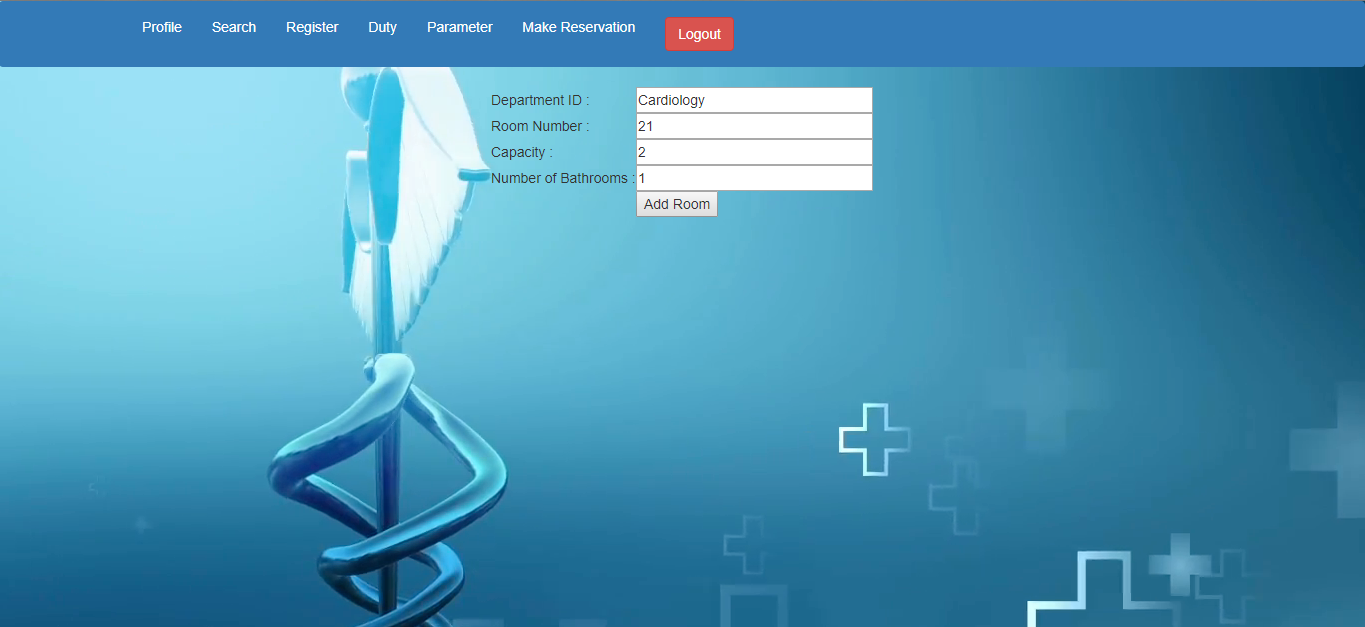 Profile Search Register Duty Parameter Make Reservation Logout
Department ID : Cardiology
Room Number : 21
Capacity : 2
Number of Bathrooms : 1
Add Room